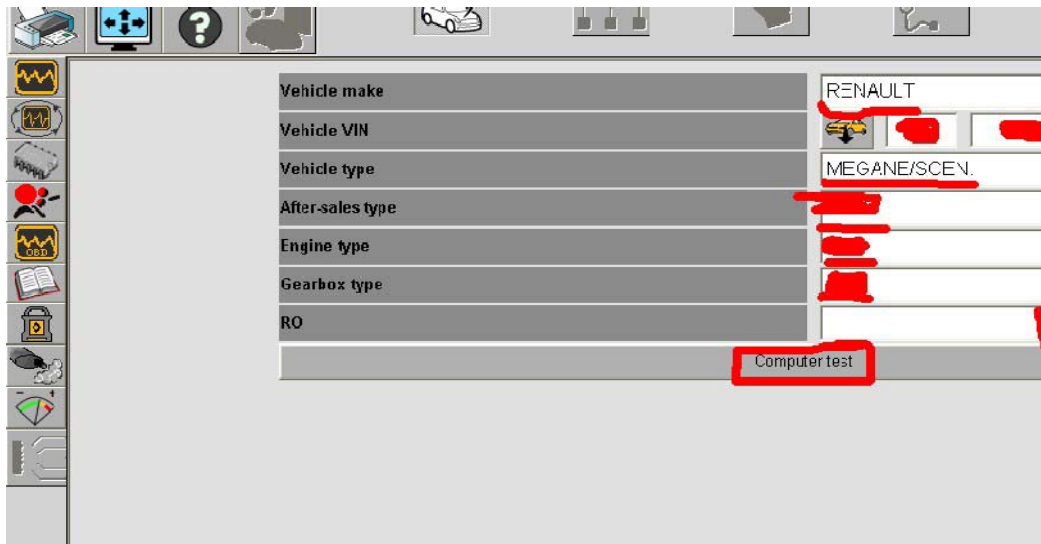 ?
Vehicle make RENAULT
Vehicle VIN
Vehicle type MEGANE/SCEN.
After-sales type
Engine type
OBD
Gearbox type
RO
Computer test